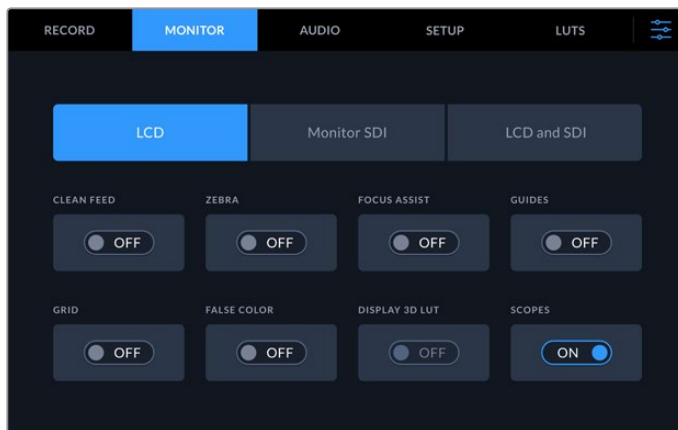 RECORD MONITOR AUDIO SETUP LUTS
LCD Monitor SDI LCD and SDI
CLEAN FEED ZEBRA FOCUS ASSIST GUIDES
OFF OFF OFF OFF
GRID FALSE COLOR DISPLAY 3D LUT SCOPES
OFF OFF OFF ON